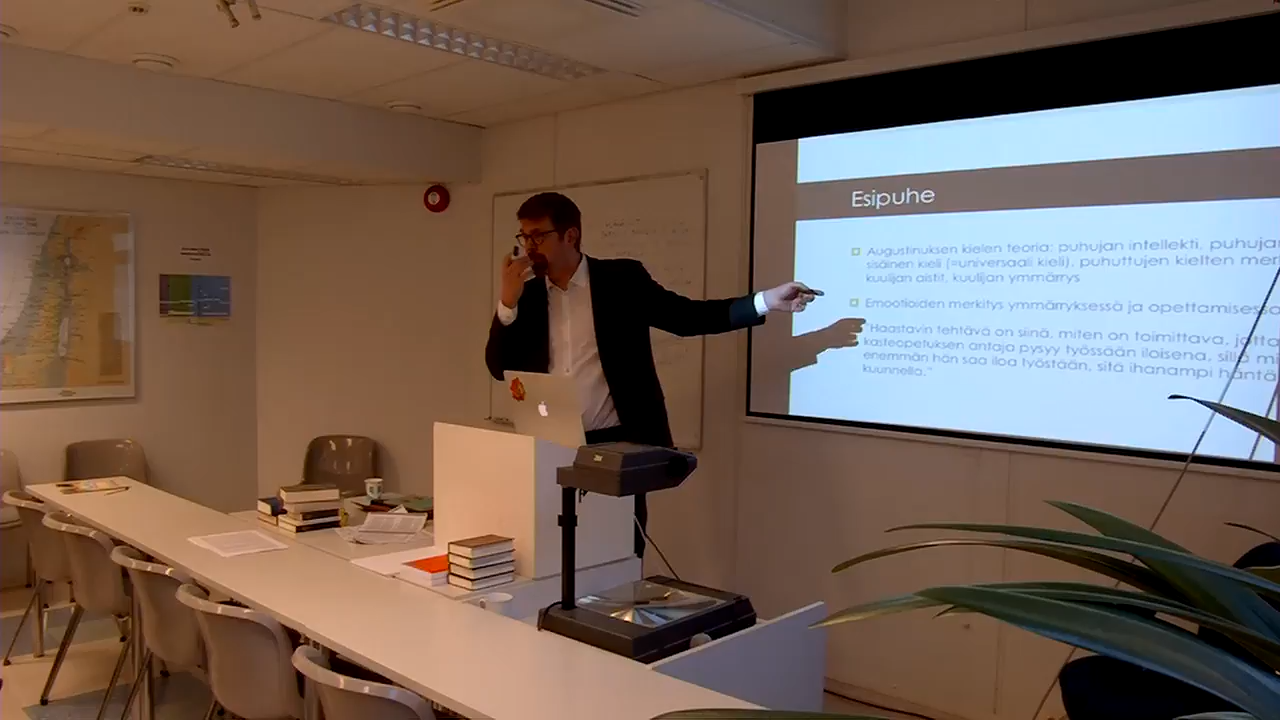 Esipuhe
Augustinuksen kielen teoria: puhujan intellekti, puhujan
sisäinen kieli (=universaali kieli), puhuttujen kielten
kuulijan aistit, kuulijan ymmärrys
Emootioiden merkitys ymmärryksessä ja opettamisessa
"Haastavin tehtävä on siinä, miten on toimittava, jotta
kasteopetuksen antaja pysyy työssään iloisena, sillä
enemmän hän saa iloa työstään, sitä ihanampi häntä
kuunnella."